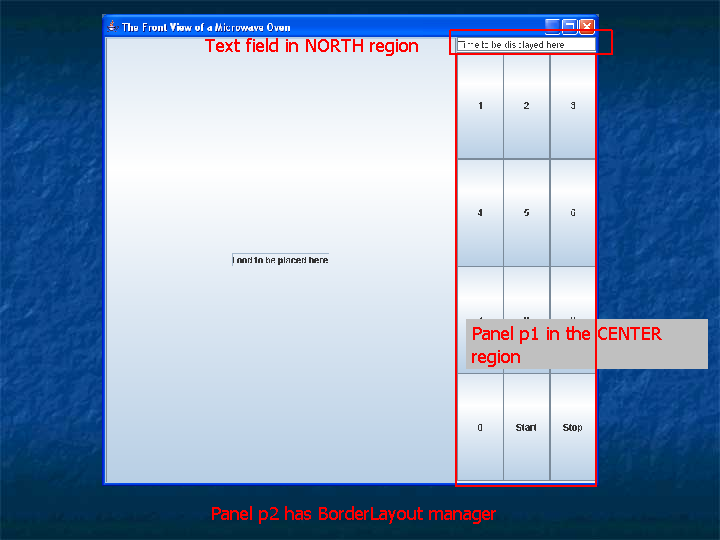 The Front View of a Microwave Oven
Text field in NORTH region
Time to be displayed here
1 2 3
4 5 6
Food to be placed here
Panel p1 in the CENTER
region
0 Start Stop
Panel p2 has BorderLayout manager